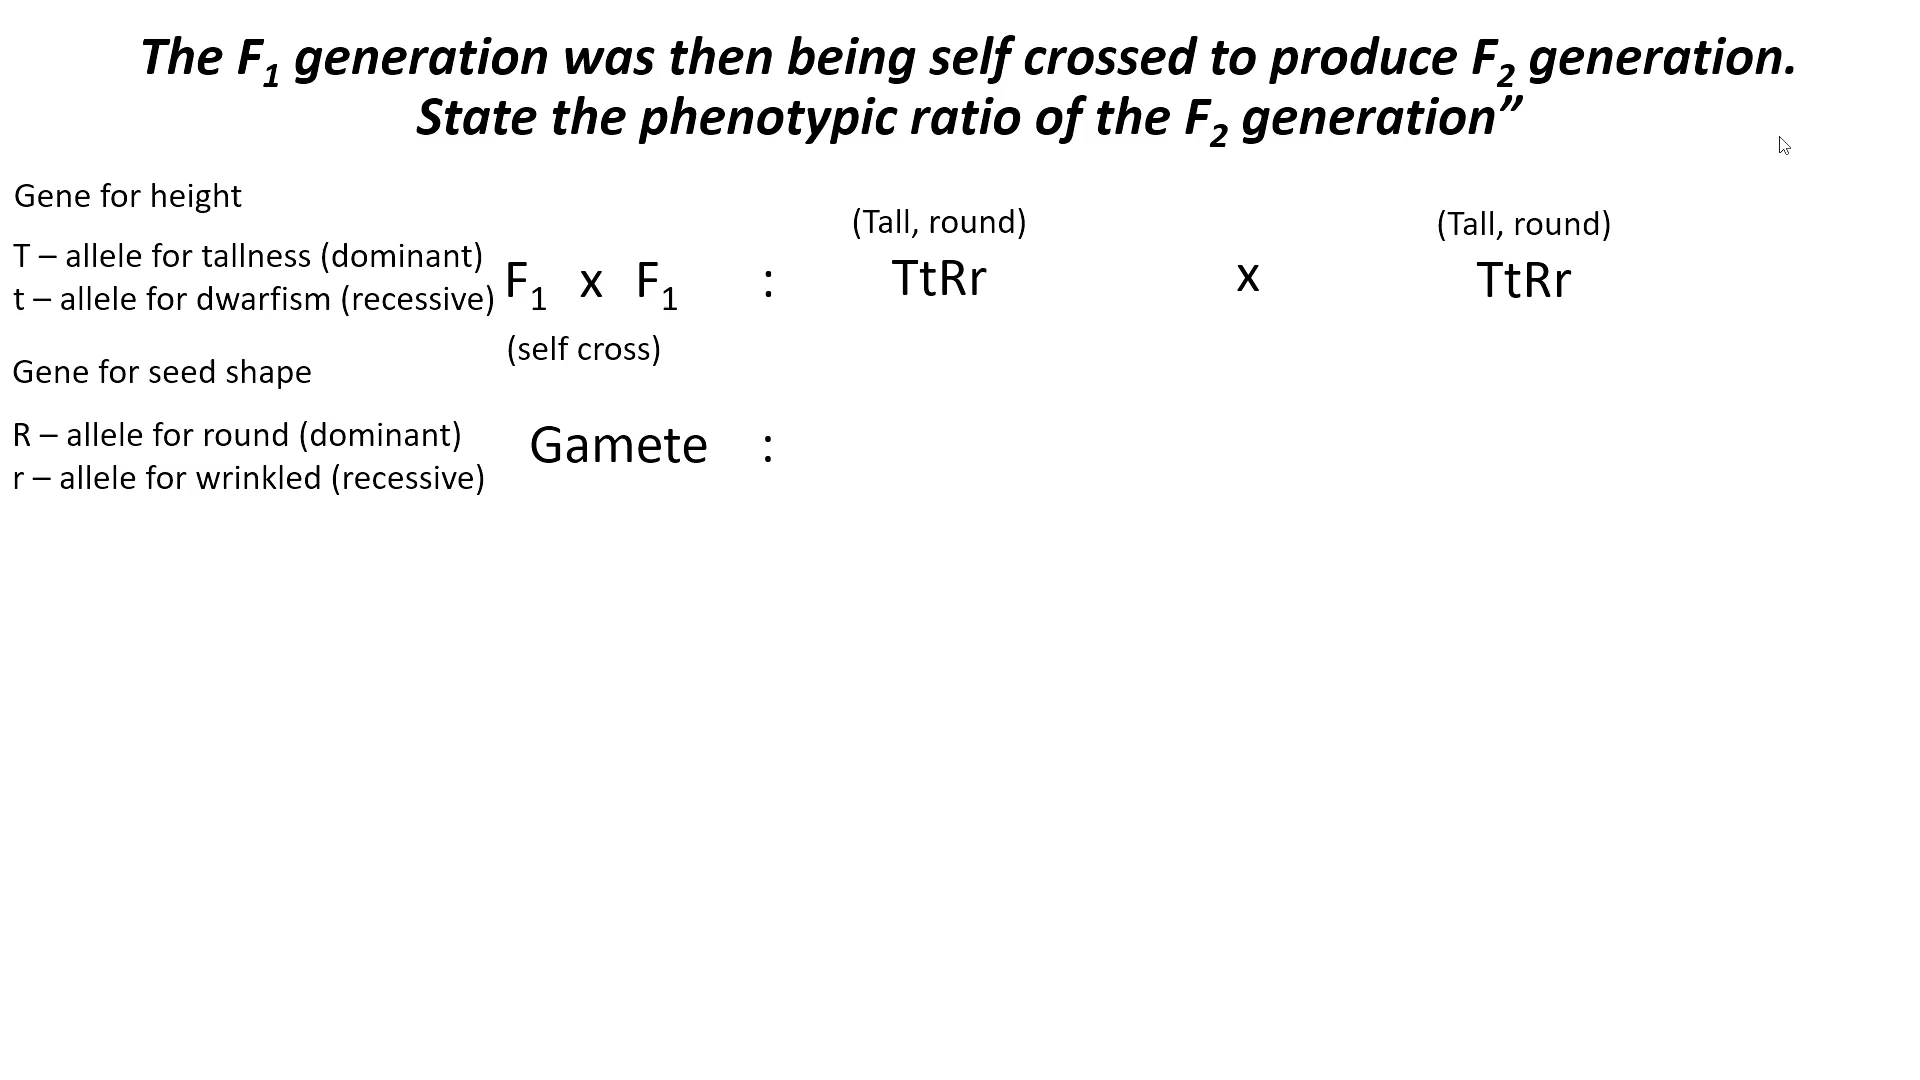 The F₁ generation was then being self crossed to produce F₂ generation.
State the phenotypic ratio of the F₂ generation”
Gene for height
T – allele for tallness (dominant)
t – allele for dwarfism (recessive)
Gene for seed shape
R – allele for round (dominant)
r – allele for wrinkled (recessive)
(Tall, round) (Tall, round)
F₁ x F₁ : TtRr x TtRr
(self cross)
Gamete :